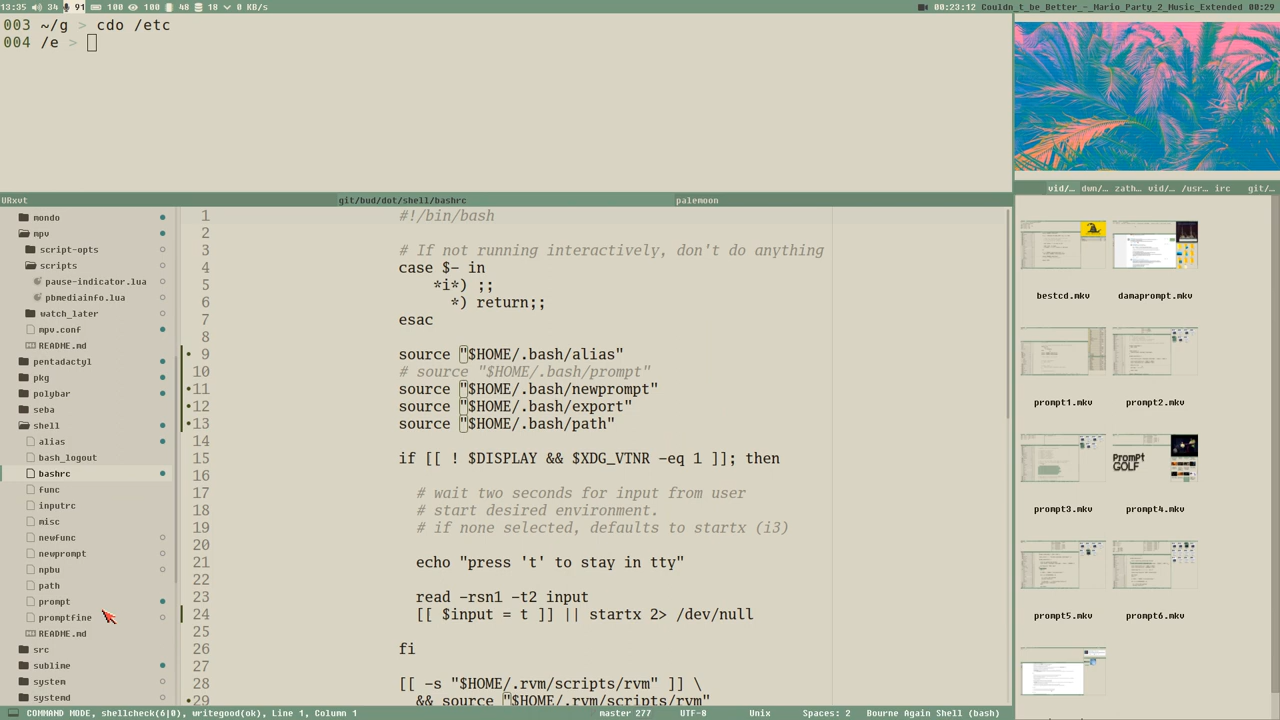 13:35 34 91 100 100 48 18 0 KB/s
00:23:12 Couldn_t_be_Better_-_Mario_Party_2_Music_Extended 00:29
003 ~/g > cdo /etc
004 /e >
URxvt
git/bud/dot/shell/bashrc
palemoon
mondo
mpv
script-opts
scripts
pause-indicator.lua
pbmediainfo.lua
watch_later
mpv.conf
README.md
pentadactyl
pkg
polybar
seba
shell
alias
bash_logout
bashrc
func
inputrc
misc
newfunc
newprompt
npbu
path
prompt
promptfine
README.md
src
sublime
system
systemd
1 #!/bin/bash
2
3 # If not running interactively, don't do anything
4 case $- in
5 *i*) ;;
6 *) return;;
7 esac
8
9 source "$HOME/.bash/alias"
10 # source "$HOME/.bash/prompt"
11 source "$HOME/.bash/newprompt"
12 source "$HOME/.bash/export"
13 source "$HOME/.bash/path"
14
15 if [[ ! $DISPLAY && $XDG_VTNR -eq 1 ]]; then
16
17 # wait two seconds for input from user
18 # start desired environment.
19 # if none selected, defaults to startx (i3)
20
21 echo "press 't' to stay in tty"
22
23 read -rsn1 -t2 input
24 [[ $input = t ]] || startx 2> /dev/null
25
26 fi
27
28 [[ -s "$HOME/.rvm/scripts/rvm" ]] \
29 && source "$HOME/.rvm/scripts/rvm"
vid/… dwn/… zath… vid/… /usr… irc git/…
bestcd.mkv
damaprompt.mkv
prompt1.mkv
prompt2.mkv
PromPt
GOLF
prompt3.mkv
prompt4.mkv
prompt5.mkv
prompt6.mkv
COMMAND MODE, shellcheck(6|0), writegood(ok), Line 1, Column 1
master 277
UTF-8
Unix
Spaces: 2
Bourne Again Shell (bash)